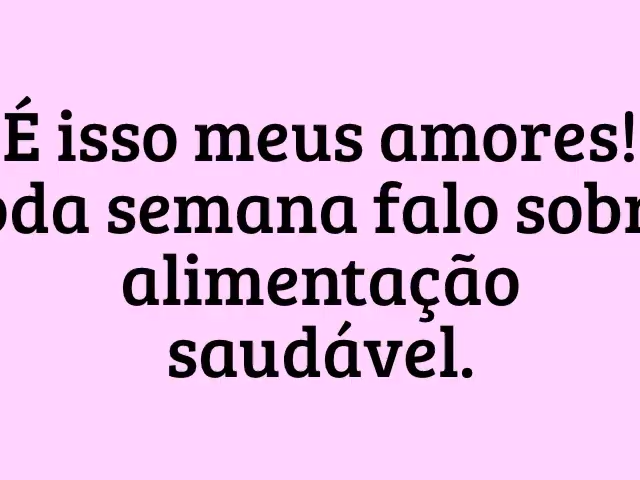 É isso meus amores!
oda semana falo sobr
alimentação
saudável.